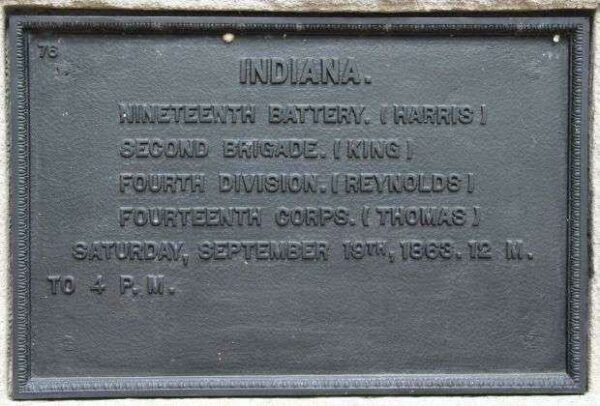 76
INDIANA.
NINETEENTH BATTERY. (HARRIS)
SECOND BRIGADE. (KING)
FOURTH DIVISION. (REYNOLDS)
FOURTEENTH CORPS. (THOMAS)
SATURDAY, SEPTEMBER 19TH, 1863. 12 M.
TO 4 P.M.